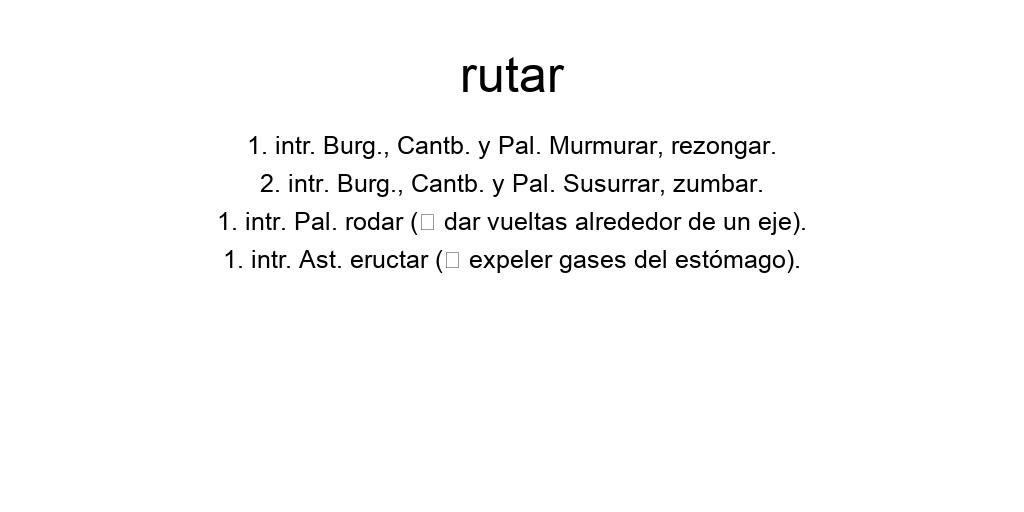 rutar
1. intr. Burg., Cantb. y Pal. Murmurar, rezongar.
2. intr. Burg., Cantb. y Pal. Susurrar, zumbar.
1. intr. Pal. rodar (□ dar vueltas alrededor de un eje).
1. intr. Ast. eructar (□ expeler gases del estómago).